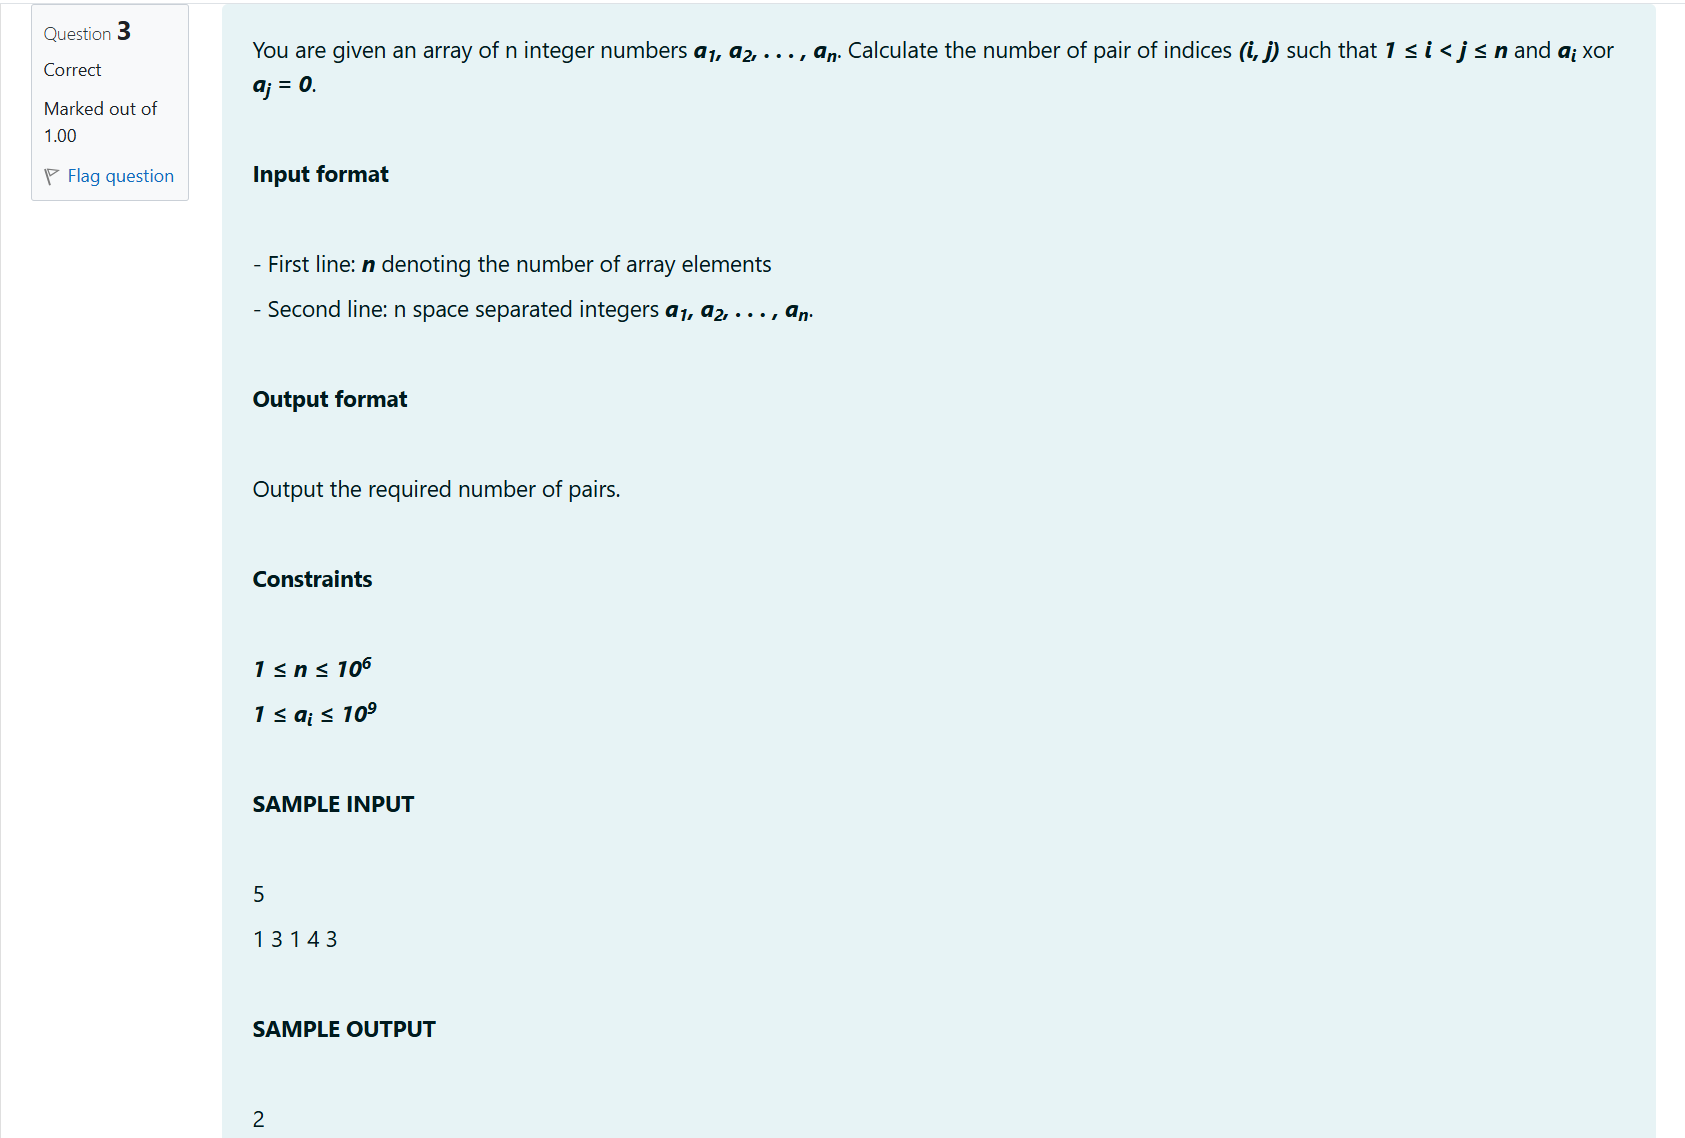 Question 3
Correct
Marked out of
1.00
Flag question
You are given an array of n integer numbers a1, a2, . . . , an. Calculate the number of pair of indices (i, j) such that 1 ≤ i < j ≤ n and ai xor
aj = 0.
Input format
- First line: n denoting the number of array elements
- Second line: n space separated integers a1, a2, . . . , an.
Output format
Output the required number of pairs.
Constraints
1 ≤ n ≤ 10⁶
1 ≤ ai ≤ 10⁹
SAMPLE INPUT
5
1 3 1 4 3
SAMPLE OUTPUT
2